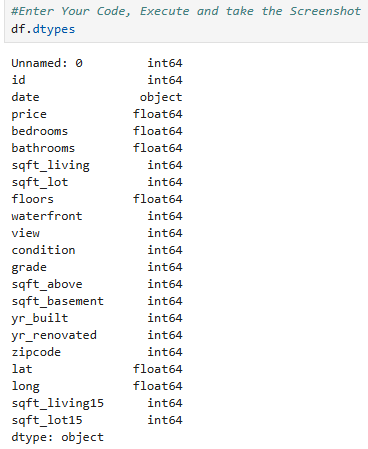 #Enter Your Code, Execute and take the Screenshot
df.dtypes
Unnamed: 0 int64
id int64
date object
price float64
bedrooms float64
bathrooms float64
sqft_living int64
sqft_lot int64
floors float64
waterfront int64
view int64
condition int64
grade int64
sqft_above int64
sqft_basement int64
yr_built int64
yr_renovated int64
zipcode int64
lat float64
long float64
sqft_living15 int64
sqft_lot15 int64
dtype: object